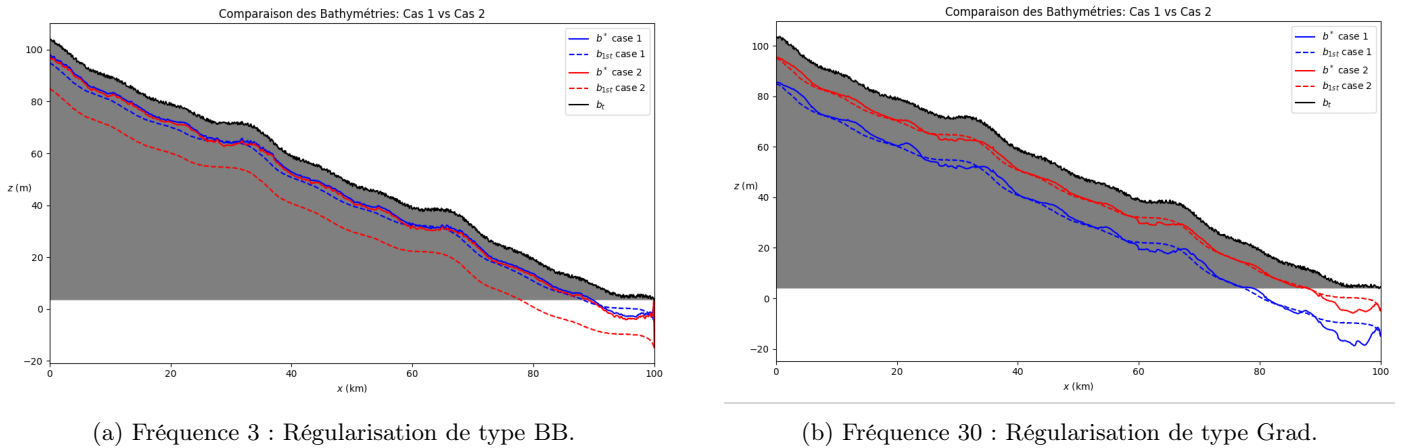 Comparaison des Bathymétries: Cas 1 vs Cas 2
b* case 1
b1st case 1
b* case 2
b1st case 2
bt
100
80
60
40
20
0
−20
z (m)
0 20 40 60 80 100
x (km)
(a) Fréquence 3 : Régularisation de type BB.
Comparaison des Bathymétries: Cas 1 vs Cas 2
b* case 1
b1st case 1
b* case 2
b1st case 2
bt
100
80
60
40
20
0
−20
z (m)
0 20 40 60 80 100
x (km)
(b) Fréquence 30 : Régularisation de type Grad.